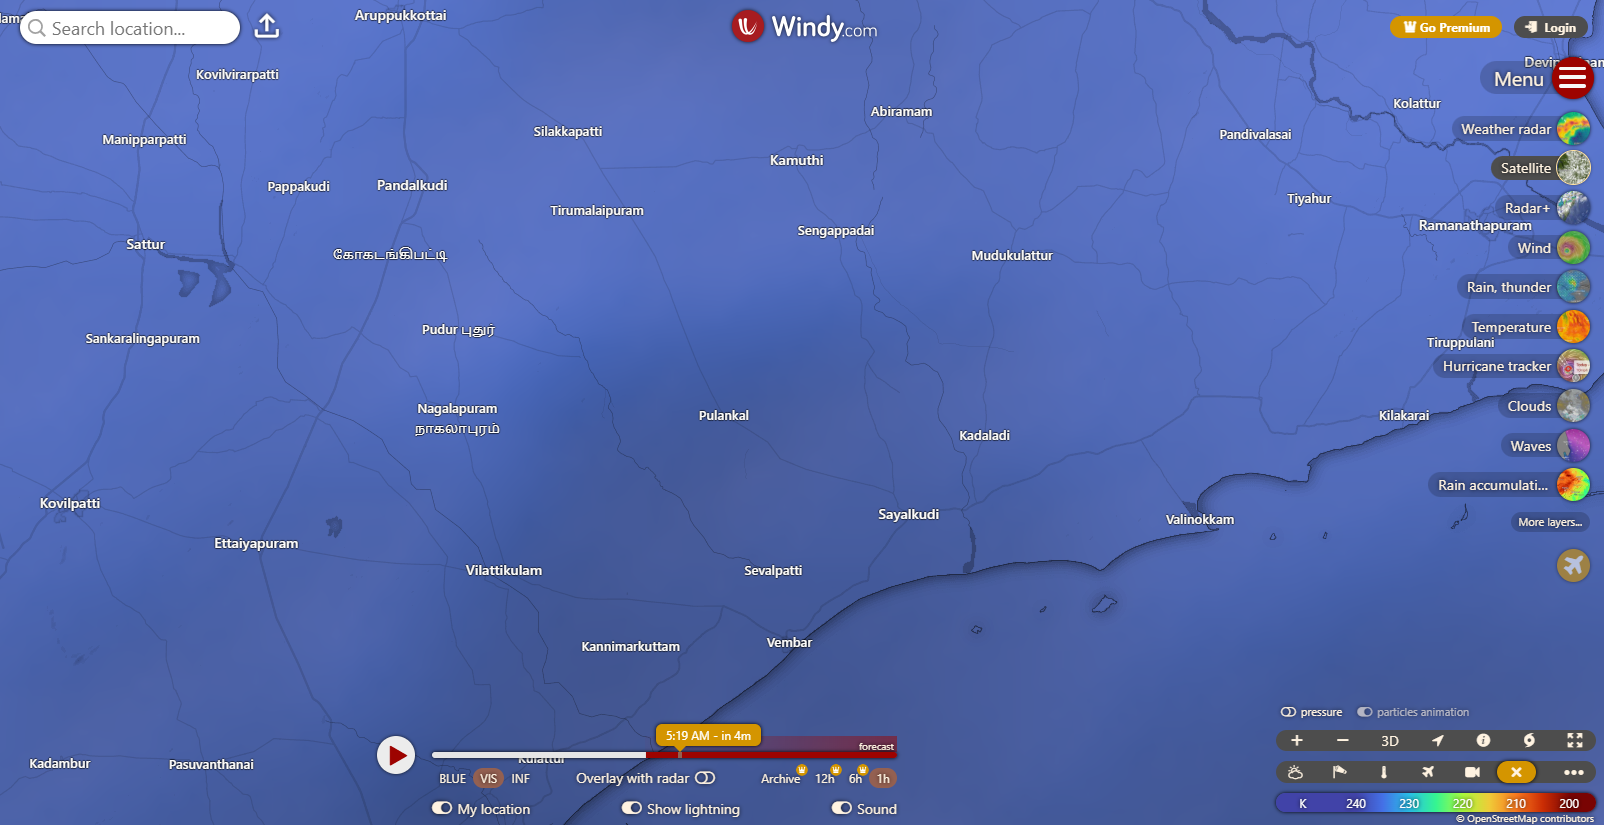 Aruppukkottai
Search location...
Windy.com
Go Premium
Login
Menu
Kovilvirarpatti
Kolattur
Abiramam
Silakkapatti
Pandivalasai
Weather radar
Manipparpatti
Kamuthi
Satellite
Pappakudi
Pandalkudi
Tiyahur
Radar+
Tirumalaipuram
Ramanathapuram
Sengappadai
Sattur
Wind
கோகடங்கிபட்டி
Mudukulattur
Rain, thunder
Pudur புதுர்
Temperature
Sankaralingapuram
Tiruppulani
Hurricane tracker
Nagalapuram
நாகலாபுரம்
Pulankal
Kilakarai
Clouds
Kadaladi
Waves
Rain accumulati...
Kovilpatti
Sayalkudi
Valinokkam
More layers...
Ettaiyapuram
Vilattikulam
Sevalpatti
Kannimarkuttam
Vembar
pressure
particles animation
5:19 AM - in 4m
forecast
3D
Kadambur
Pasuvanthanai
Kulattur
BLUE VIS INF
Overlay with radar
Archive 12h 6h 1h
My location
Show lightning
Sound
K 240 230 220 210 200
© OpenStreetMap contributors